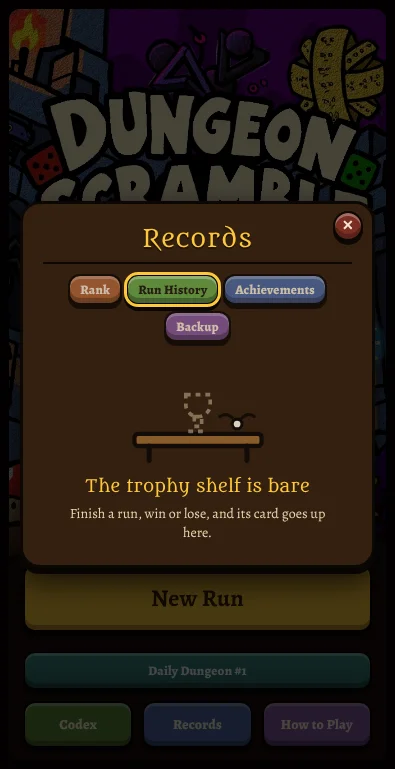 DUNGEON
SCRAMBLE
Records
×
Rank
Run History
Achievements
Backup
The trophy shelf is bare
Finish a run, win or lose, and its card goes up
here.
New Run
Daily Dungeon #1
Codex
Records
How to Play